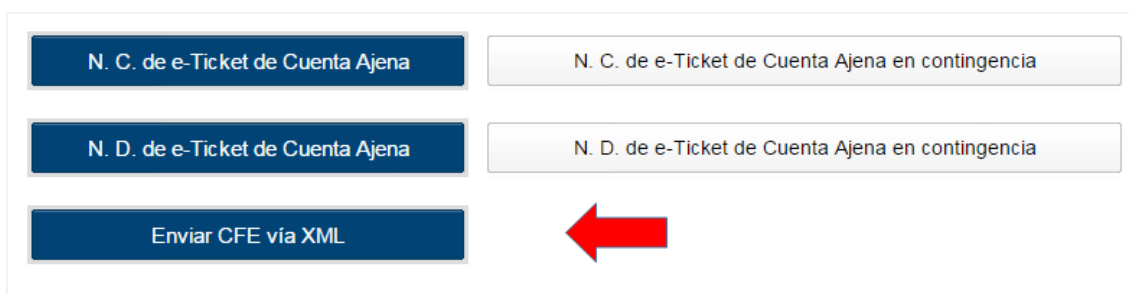 N. C. de e-Ticket de Cuenta Ajena
N. C. de e-Ticket de Cuenta Ajena en contingencia
N. D. de e-Ticket de Cuenta Ajena
N. D. de e-Ticket de Cuenta Ajena en contingencia
Enviar CFE vía XML